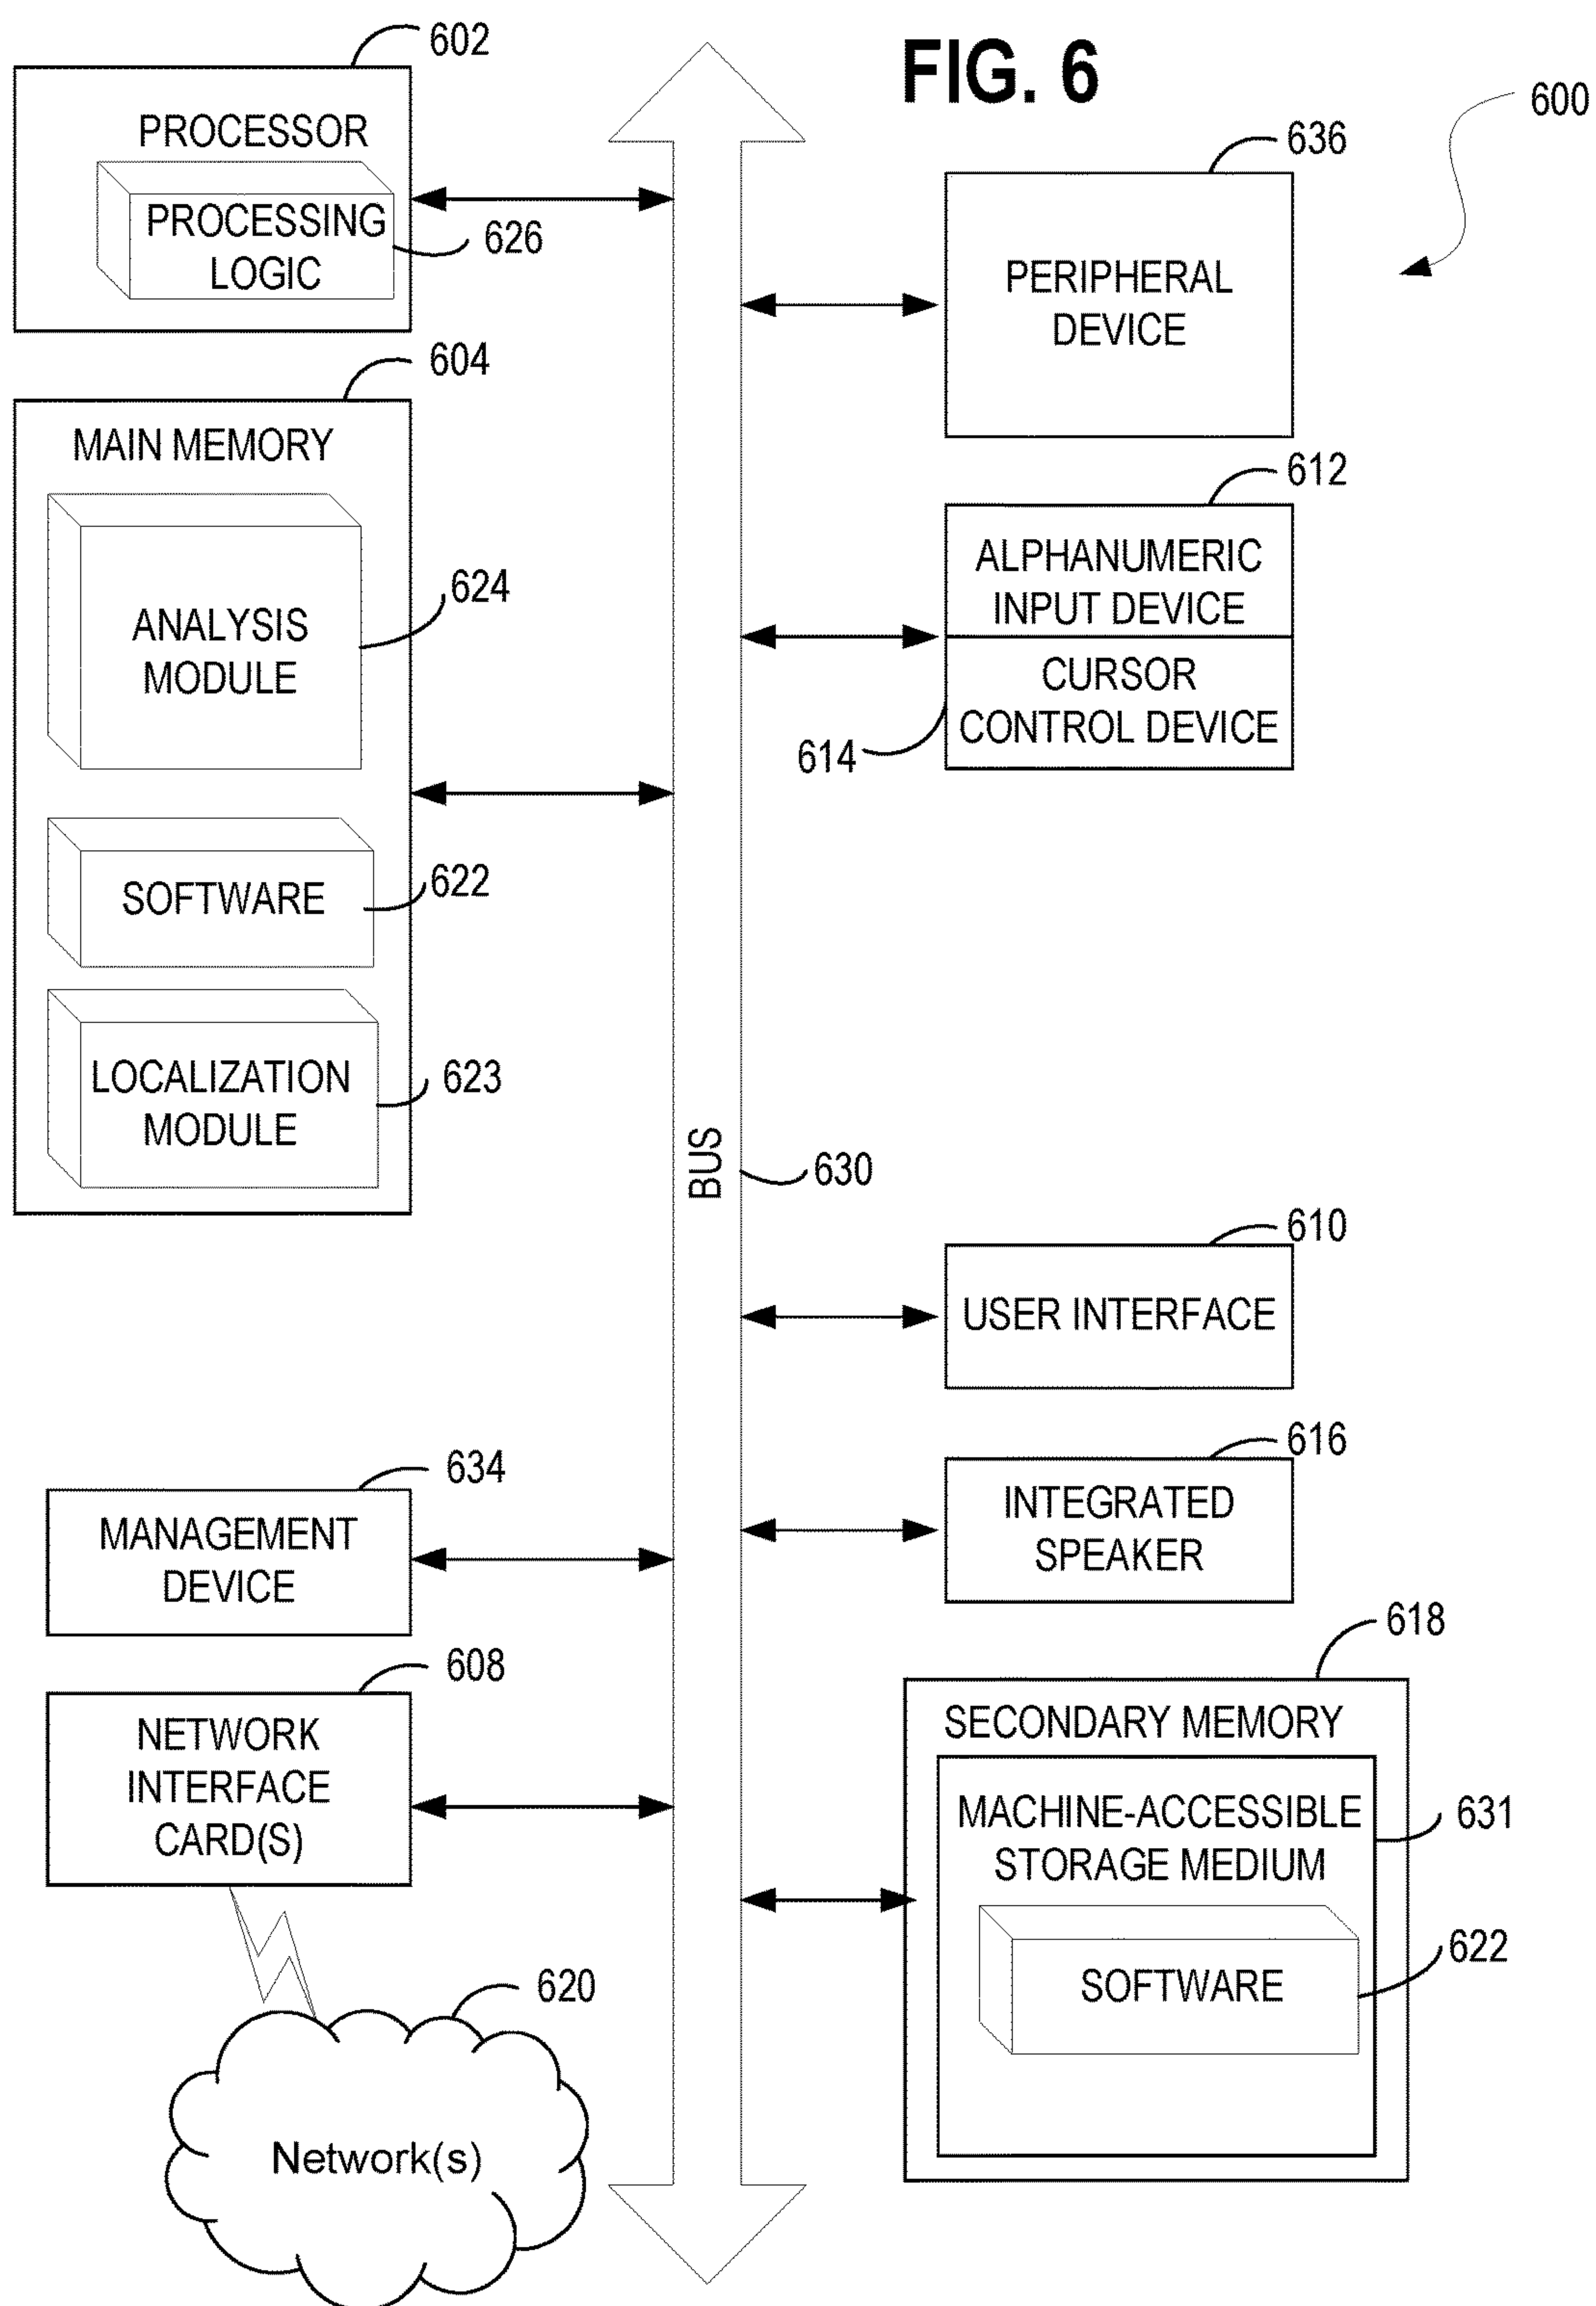 FIG. 6
600
602
PROCESSOR
PROCESSING
LOGIC
626
604
MAIN MEMORY
ANALYSIS
MODULE
624
SOFTWARE
622
LOCALIZATION
MODULE
623
BUS
630
634
MANAGEMENT
DEVICE
608
NETWORK
INTERFACE
CARD(S)
620
Network(s)
636
PERIPHERAL
DEVICE
612
ALPHANUMERIC
INPUT DEVICE
CURSOR
CONTROL DEVICE
614
610
USER INTERFACE
616
INTEGRATED
SPEAKER
618
SECONDARY MEMORY
MACHINE-ACCESSIBLE
STORAGE MEDIUM
631
SOFTWARE
622